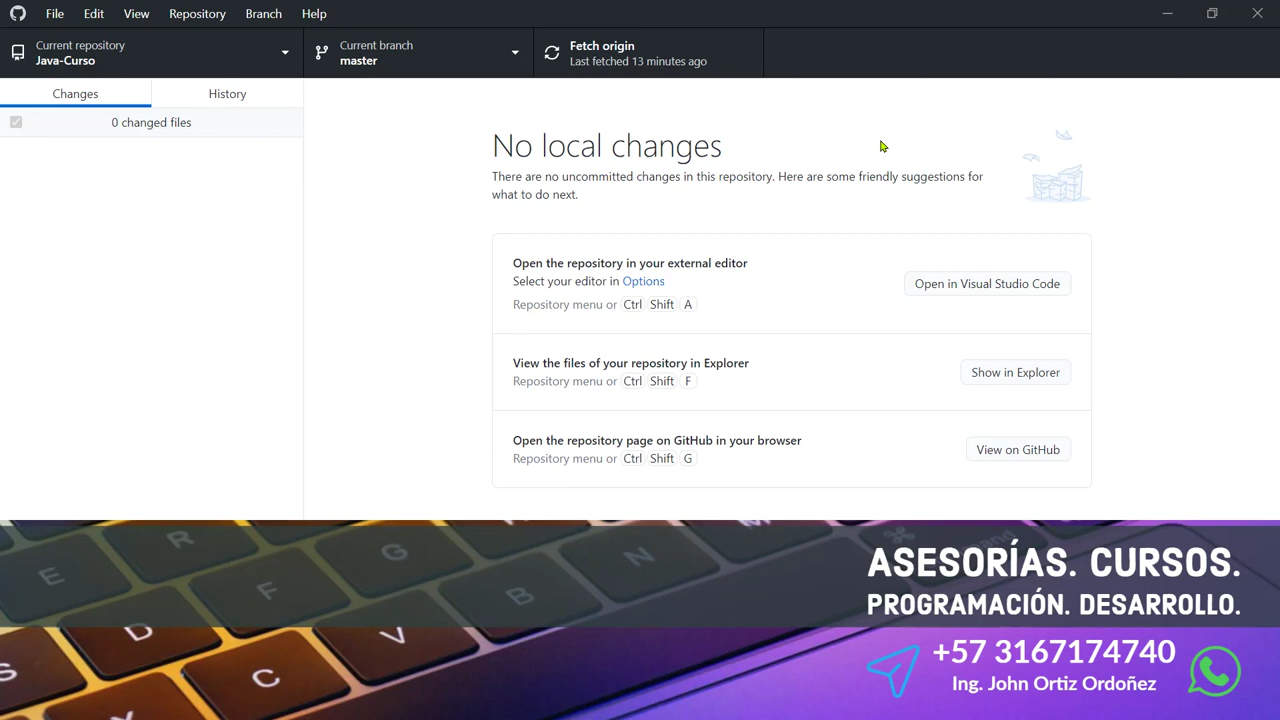 File Edit View Repository Branch Help
Current repository
Java-Curso
Current branch
master
Fetch origin
Last fetched 13 minutes ago
Changes
History
0 changed files
No local changes
There are no uncommitted changes in this repository. Here are some friendly suggestions for
what to do next.
Open the repository in your external editor
Select your editor in Options
Repository menu or Ctrl Shift A
Open in Visual Studio Code
View the files of your repository in Explorer
Repository menu or Ctrl Shift F
Show in Explorer
Open the repository page on GitHub in your browser
Repository menu or Ctrl Shift G
View on GitHub
ASESORÍAS. CURSOS.
PROGRAMACIÓN. DESARROLLO.
+57 3167174740
Ing. John Ortiz Ordoñez
E R G N
F B
D V
S C